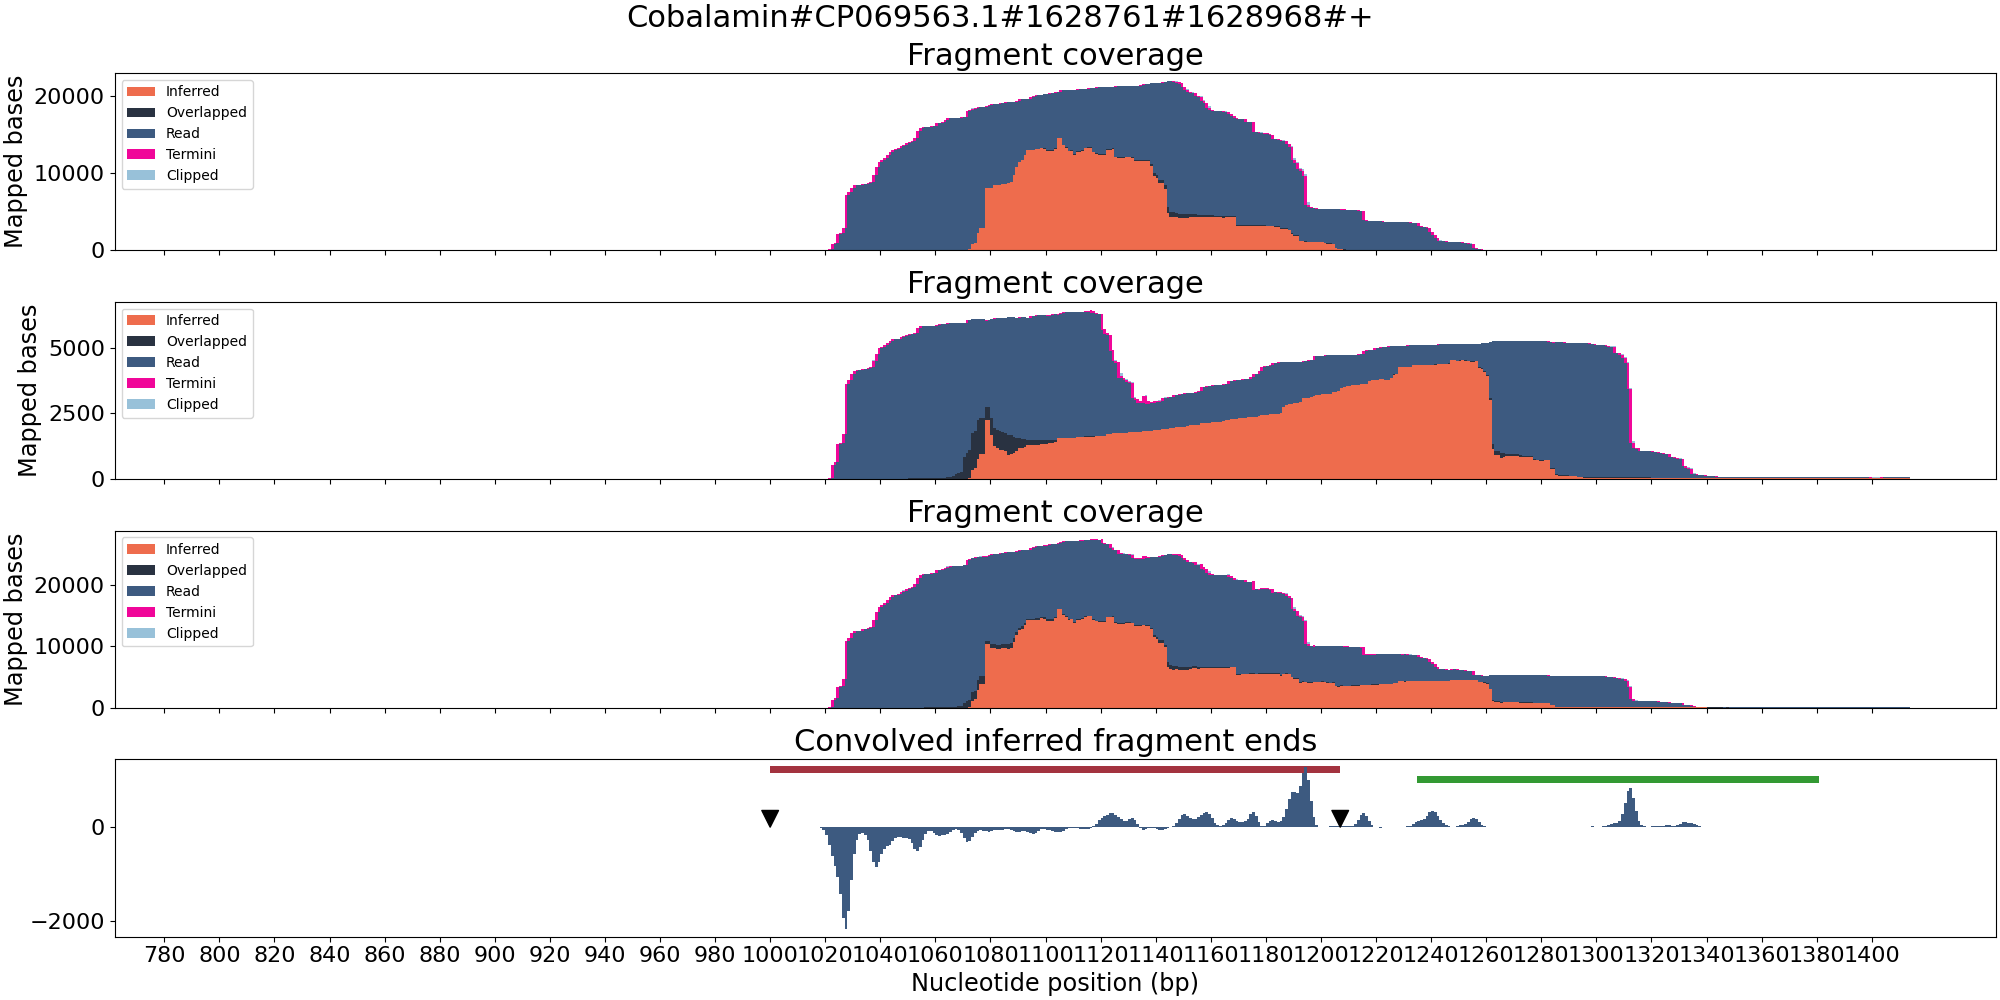 Cobalamin#CP069563.1#1628761#1628968#+
Fragment coverage
Mapped bases
20000
10000
0
Inferred
Overlapped
Read
Termini
Clipped
Fragment coverage
Mapped bases
5000
2500
0
Inferred
Overlapped
Read
Termini
Clipped
Fragment coverage
Mapped bases
20000
10000
0
Inferred
Overlapped
Read
Termini
Clipped
Convolved inferred fragment ends
0
−2000
780 800 820 840 860 880 900 920 940 960 980 1000 1020 1040 1060 1080 1100 1120 1140 1160 1180 1200 1220 1240 1260 1280 1300 1320 1340 1360 1380 1400
Nucleotide position (bp)